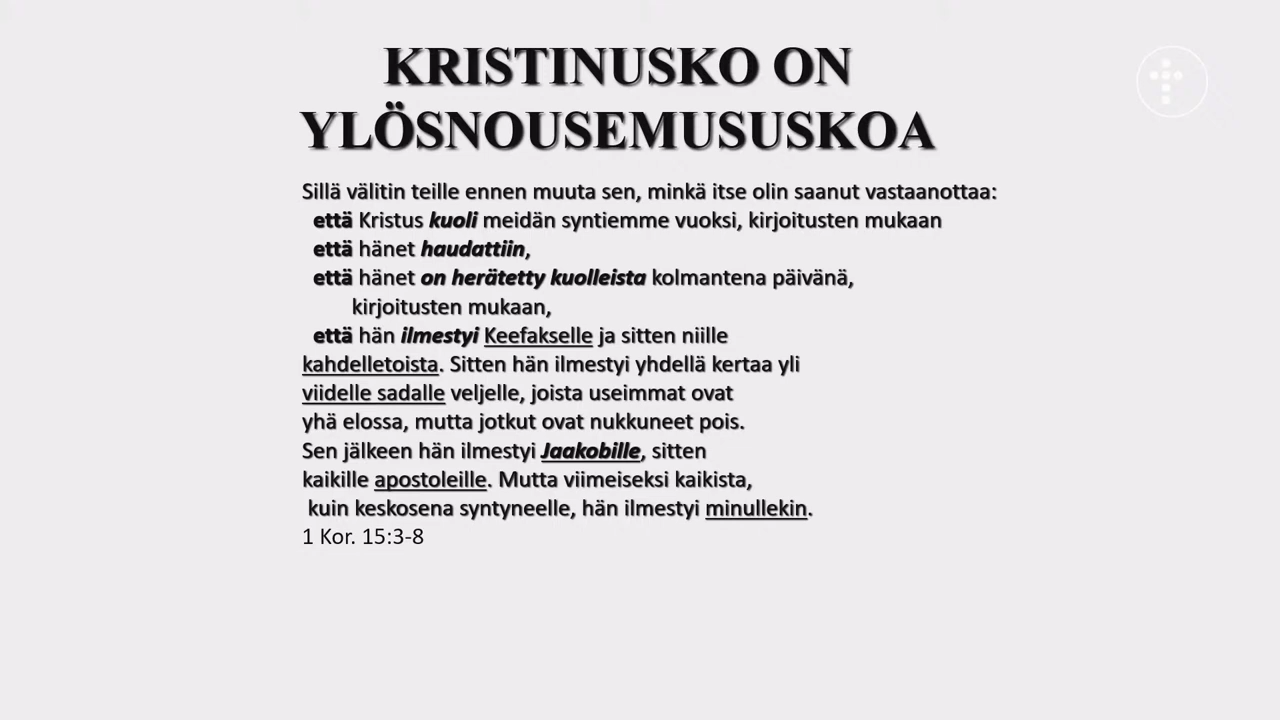 KRISTINUSKO ON
YLÖSNOUSEMUSUSKOA
Sillä välitin teille ennen muuta sen, minkä itse olin saanut vastaanottaa:
että Kristus kuoli meidän syntiemme vuoksi, kirjoitusten mukaan
että hänet haudattiin,
että hänet on herätetty kuolleista kolmantena päivänä,
kirjoitusten mukaan,
että hän ilmestyi Keefakselle ja sitten niille
kahdelletoista. Sitten hän ilmestyi yhdellä kertaa yli
viidelle sadalle veljelle, joista useimmat ovat
yhä elossa, mutta jotkut ovat nukkuneet pois.
Sen jälkeen hän ilmestyi Jaakobille, sitten
kaikille apostoleille. Mutta viimeiseksi kaikista,
kuin keskosena syntyneelle, hän ilmestyi minullekin.
1 Kor. 15:3-8